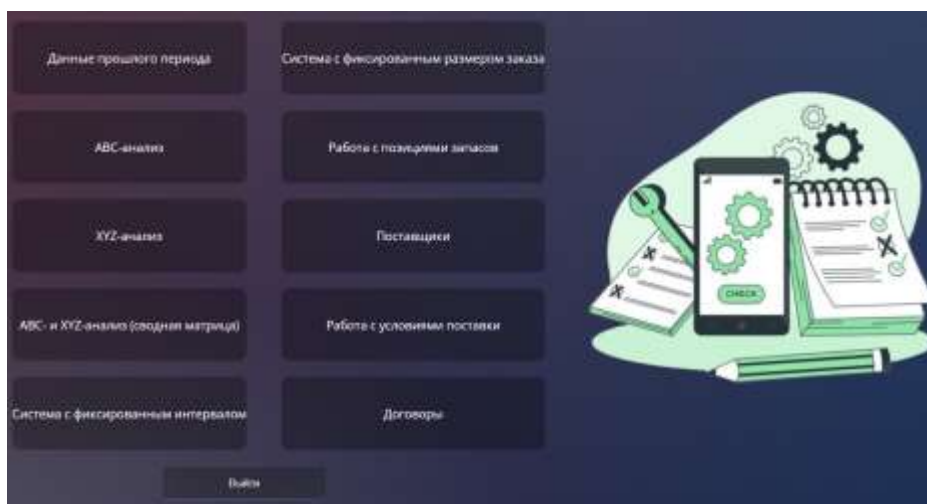 Данные прошлого периода
Система с фиксированным размером заказа
ABC-анализ
Работа с позициями запасов
XYZ-анализ
Поставщики
ABC- и XYZ-анализ (сводная матрица)
Работа с условиями поставки
Система с фиксированным интервалом
Договоры
Выйти
CHECK